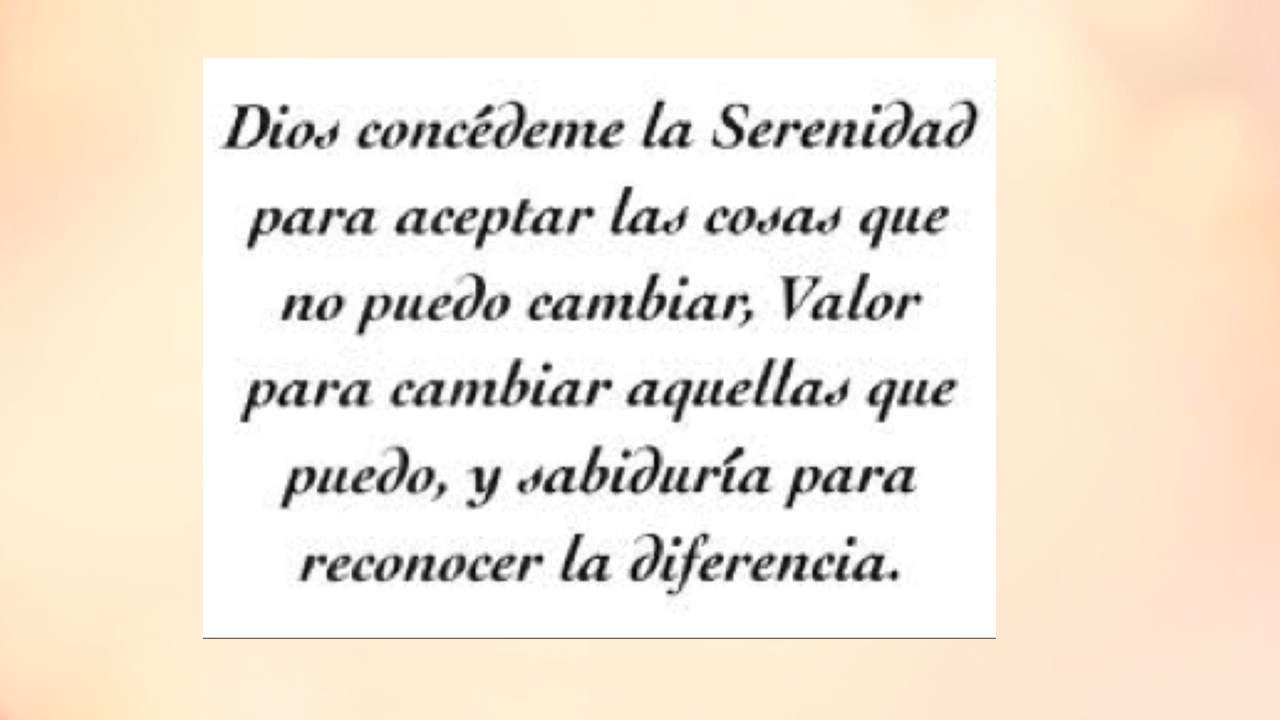 Dios concédeme la Serenidad
para aceptar las cosas que
no puedo cambiar, Valor
para cambiar aquellas que
puedo, y sabiduría para
reconocer la diferencia.